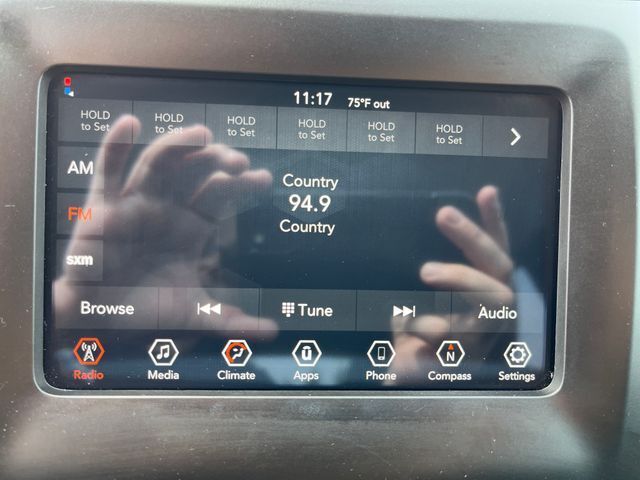 11:17 75°F out
HOLD to Set
HOLD to Set
HOLD to Set
HOLD to Set
HOLD to Set
HOLD to Set
AM
FM
sxm
Country
94.9
Country
Browse
Tune
Audio
Radio
Media
Climate
Apps
Phone
N
Compass
Settings